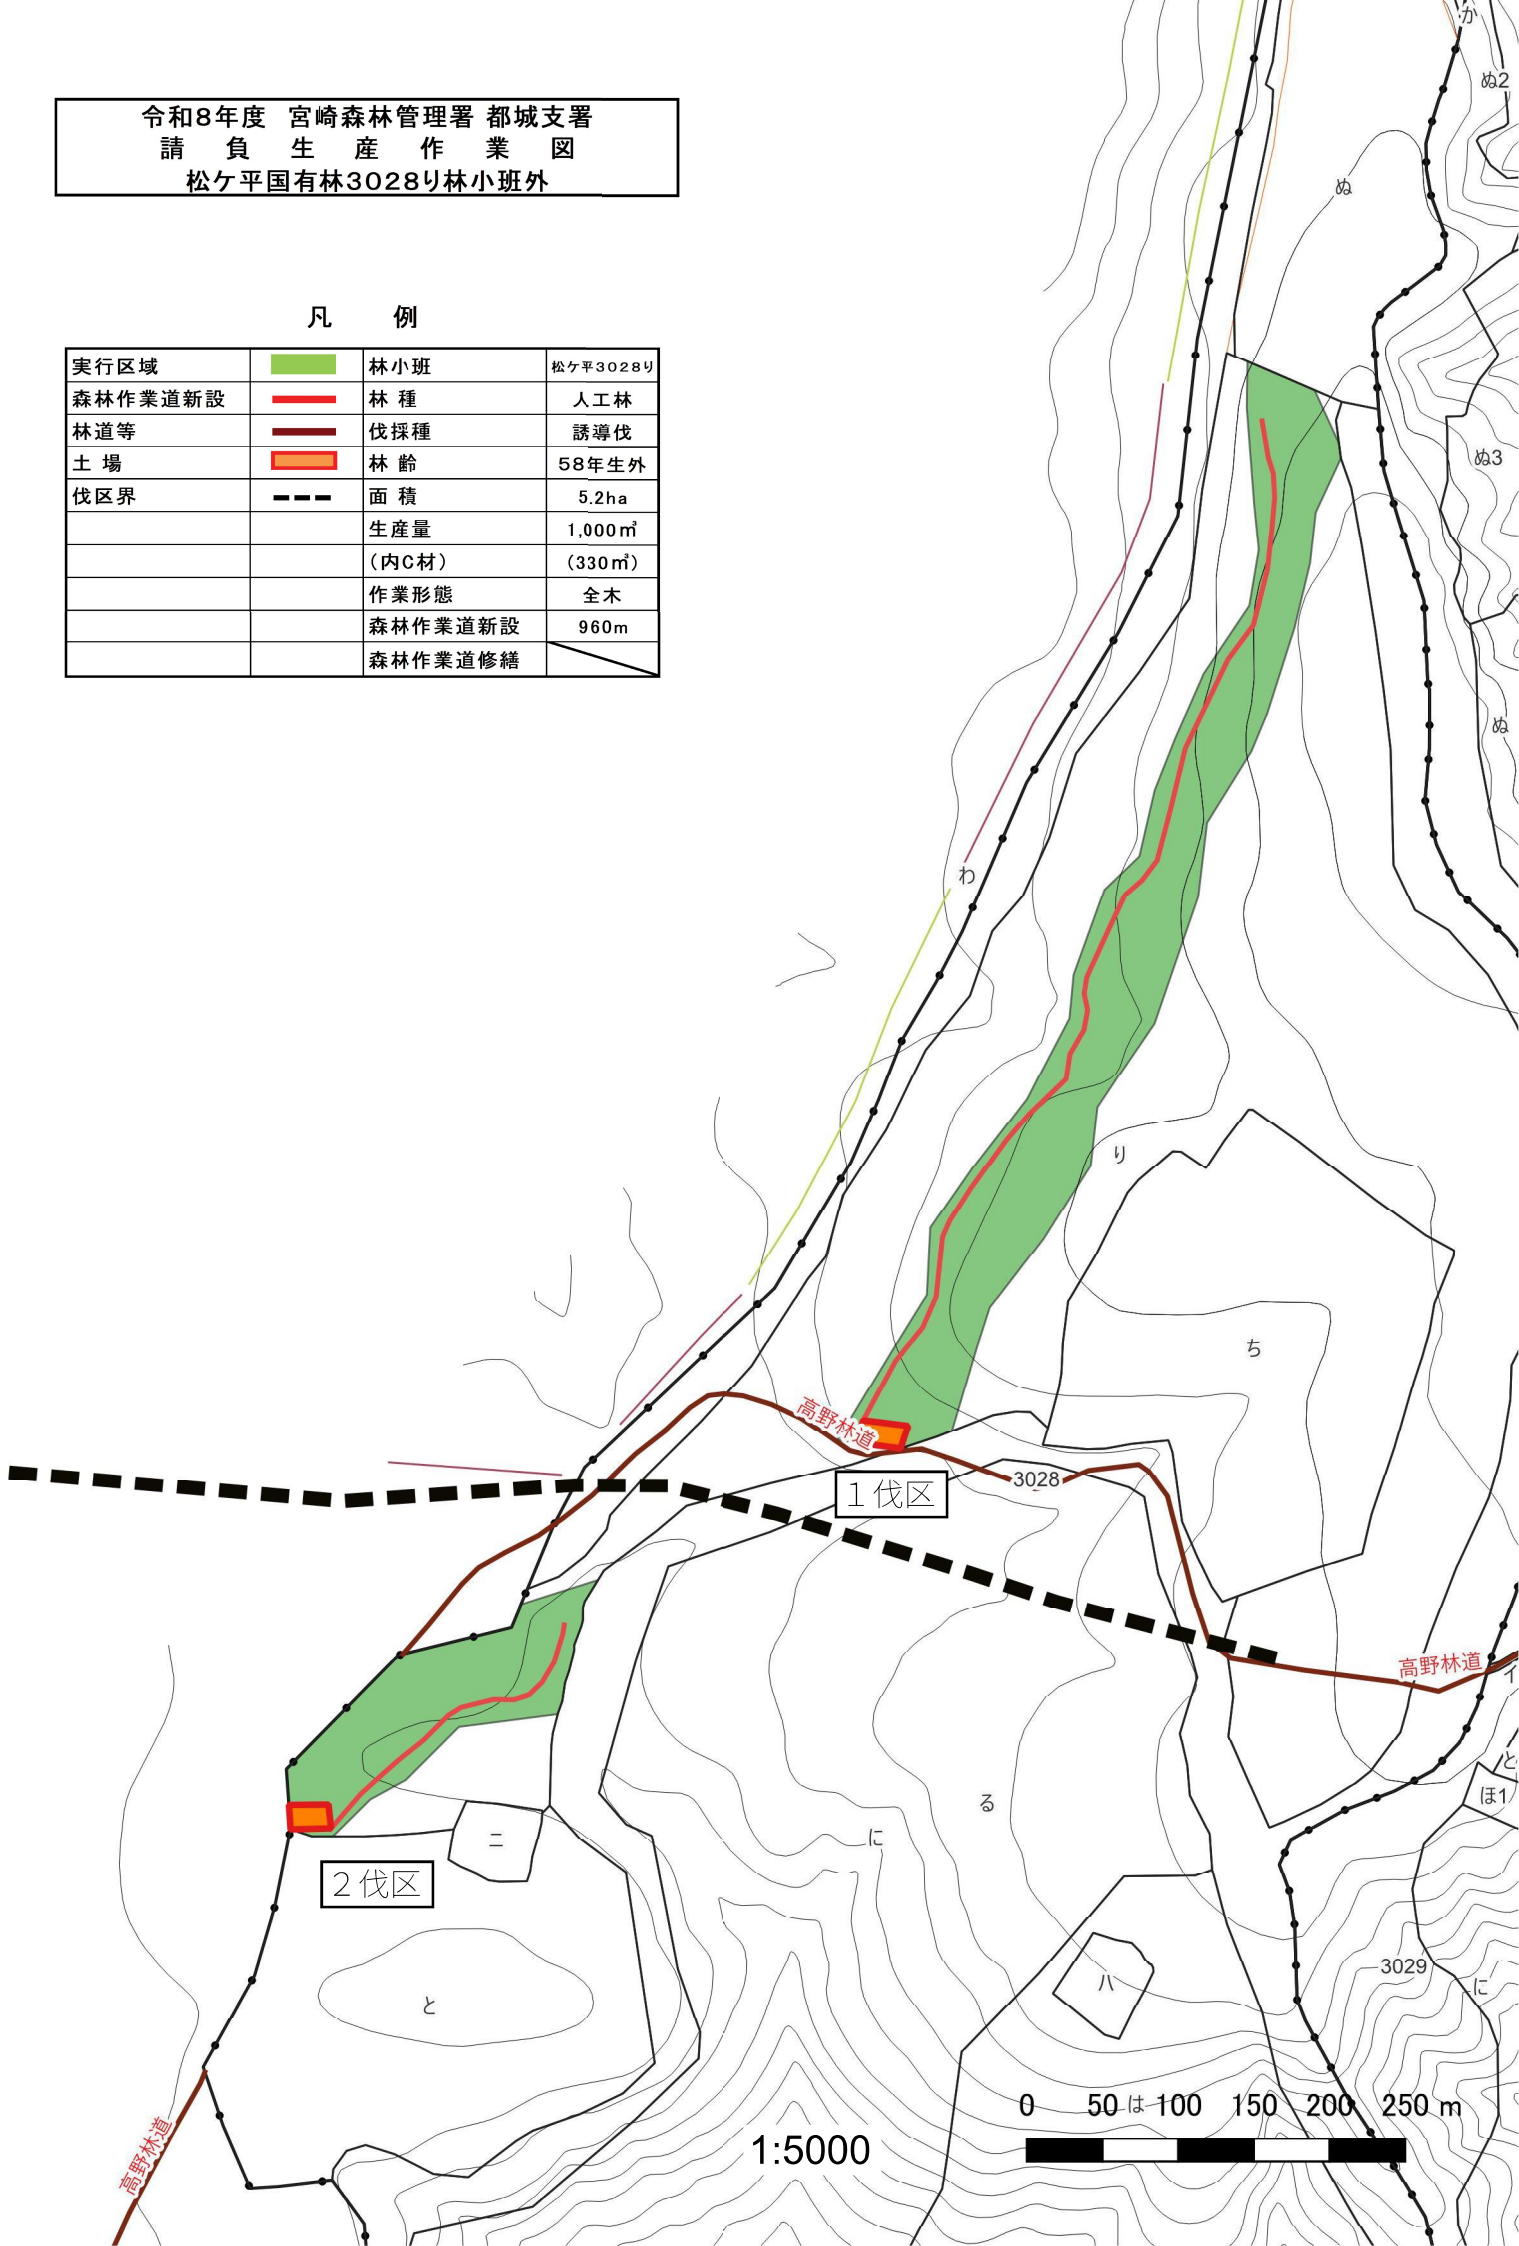 令和8年度 宮崎森林管理署 都城支署
請負生産作業図
松ケ平国有林3028り林小班外
凡 例
実行区域 林小班 松ケ平3028り
森林作業道新設 林種 人工林
林道等 伐採種 誘導伐
土場 林齢 58年生外
伐区界 面積 5.2ha
生産量 1,000㎥
(内C材) (330㎥)
作業形態 全木
森林作業道新設 960m
森林作業道修繕
か
ぬ2
ぬ
ぬ3
ぬ
わ
り
ち
高野林道
3028
1伐区
高野林道
イ
と
ほ1
る
に
ニ
2伐区
と
ハ
3029
に
は
0 50 100 150 200 250 m
1:5000
高野林道